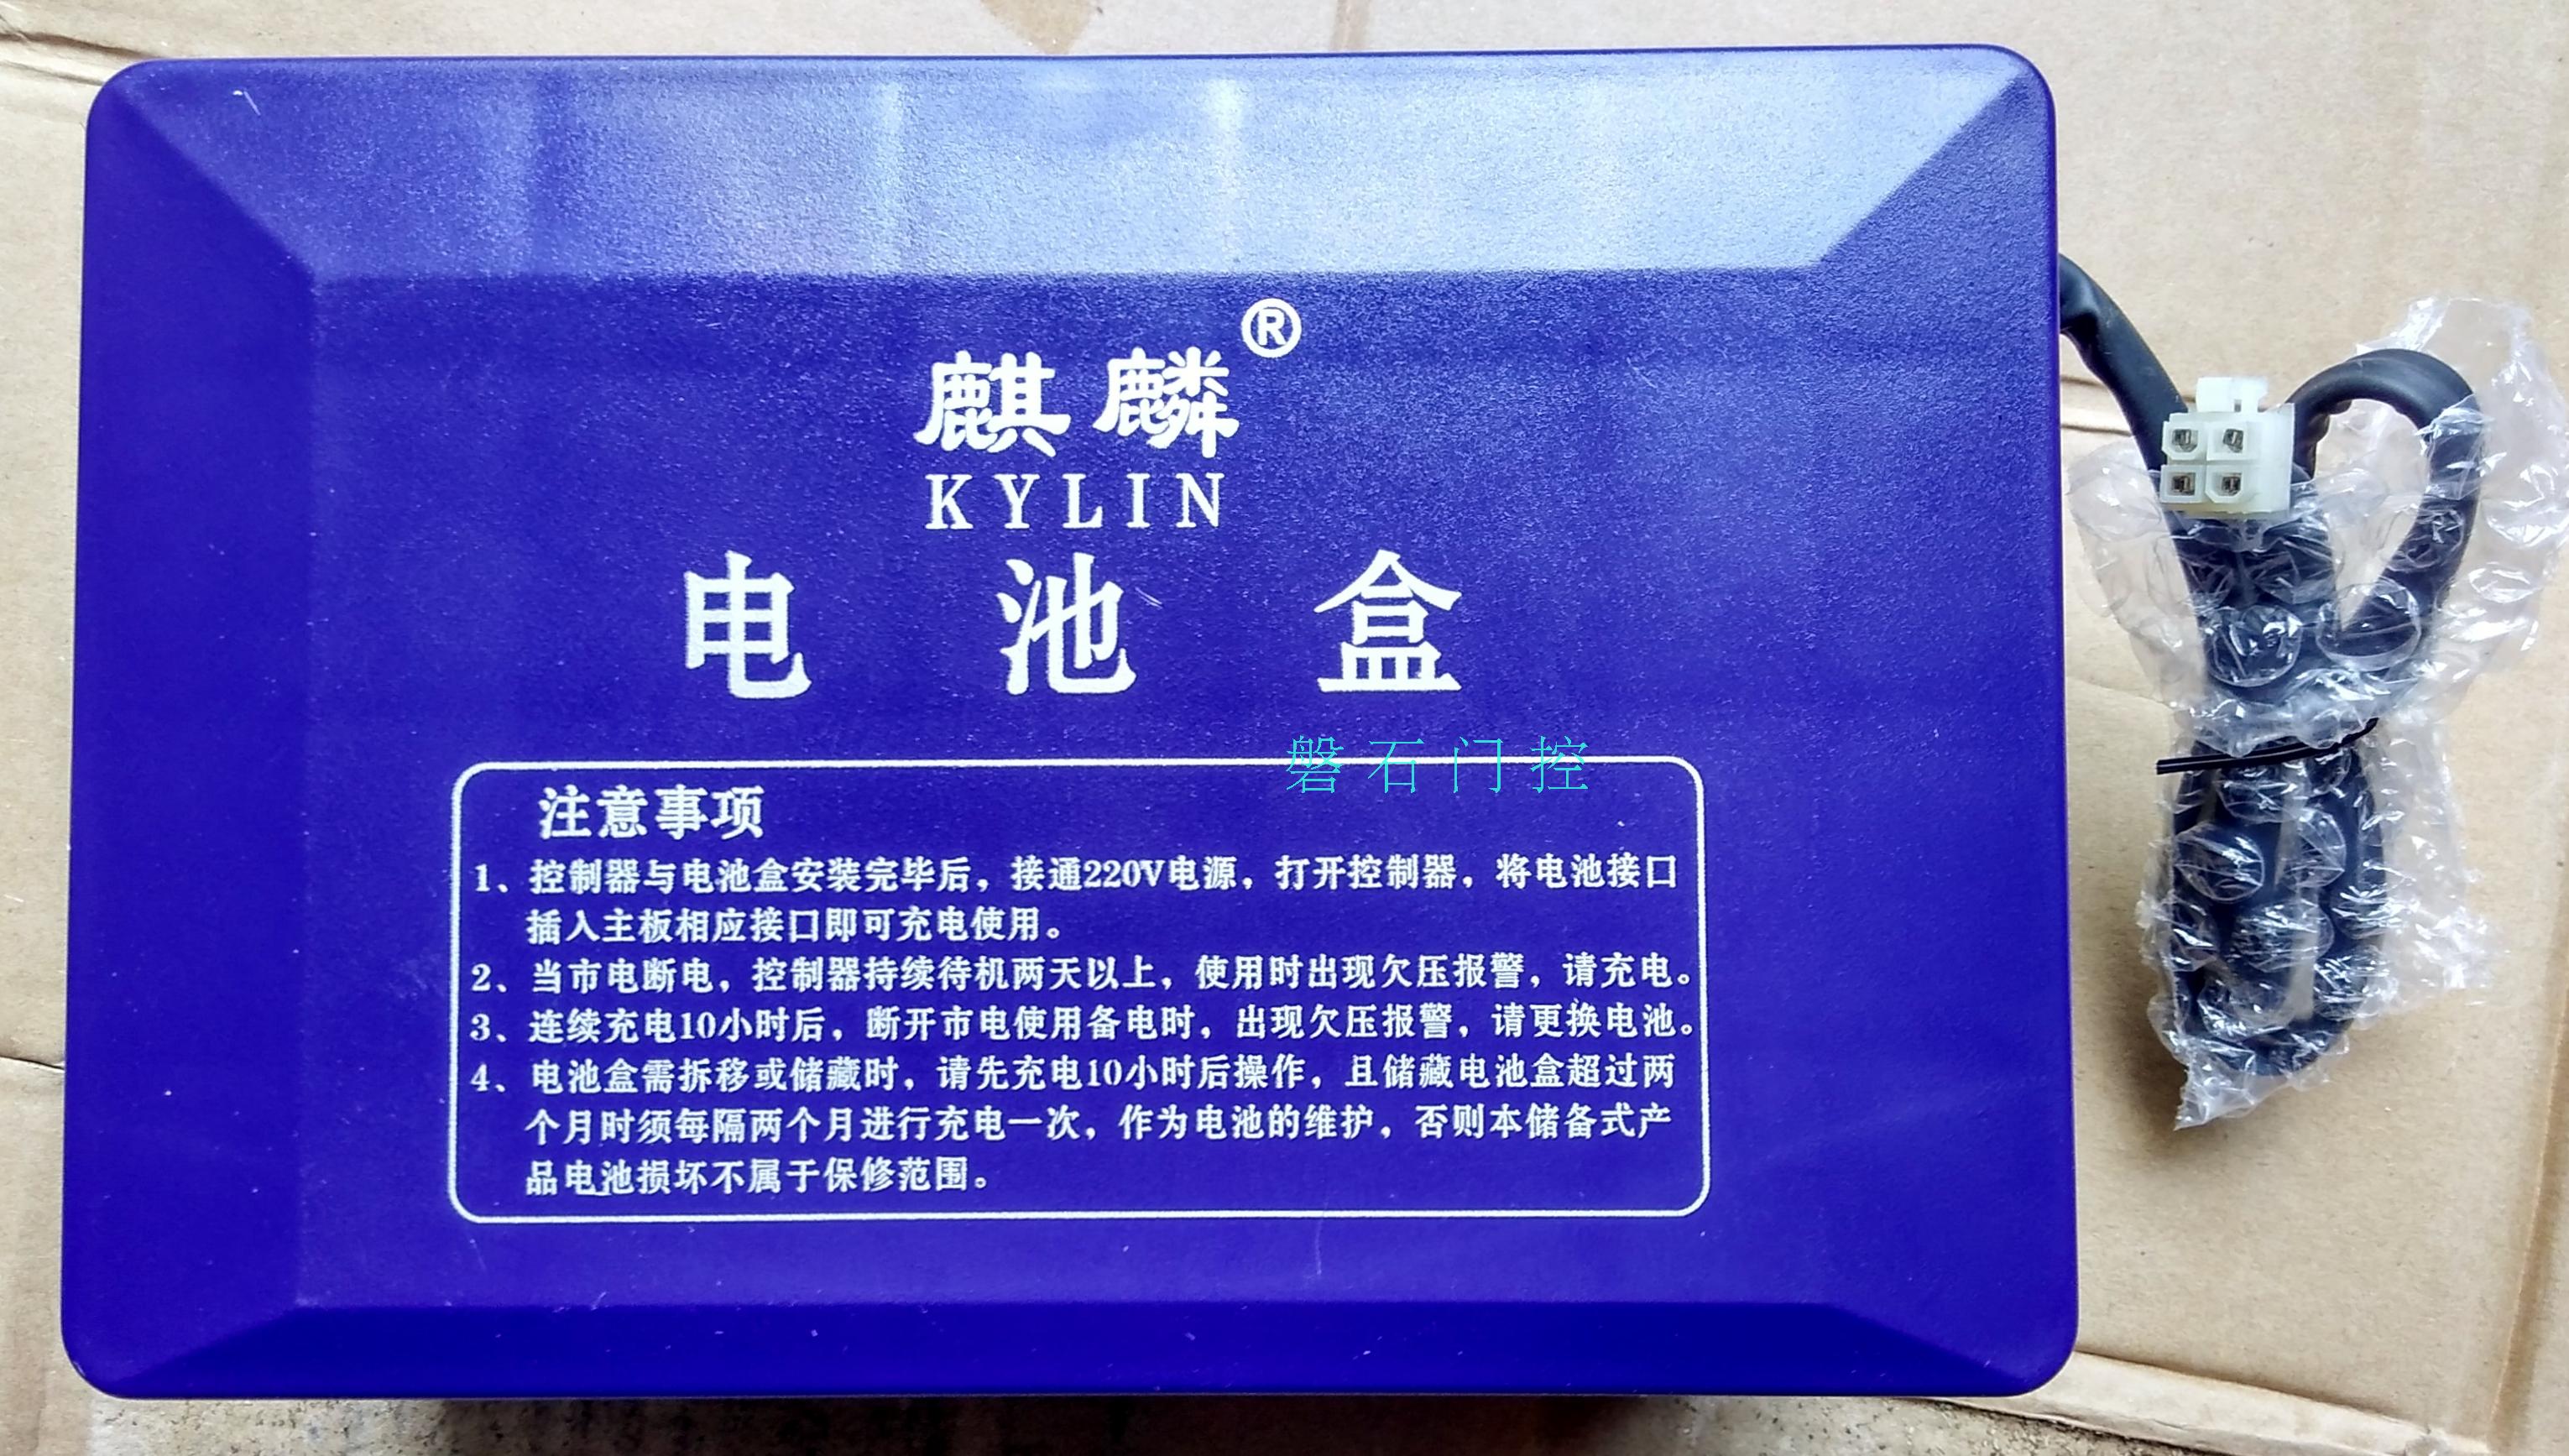 麒麟®
KYLIN
电池盒
磐石门控
注意事项
1、控制器与电池盒安装完毕后，接通220V电源，打开控制器，将电池接口
插入主板相应接口即可充电使用。
2、当市电断电，控制器持续待机两天以上，使用时出现欠压报警，请充电。
3、连续充电10小时后，断开市电使用备电时，出现欠压报警，请更换电池。
4、电池盒需拆移或储藏时，请先充电10小时后操作，且储藏电池盒超过两
个月时须每隔两个月进行充电一次，作为电池的维护，否则本储备式产
品电池损坏不属于保修范围。